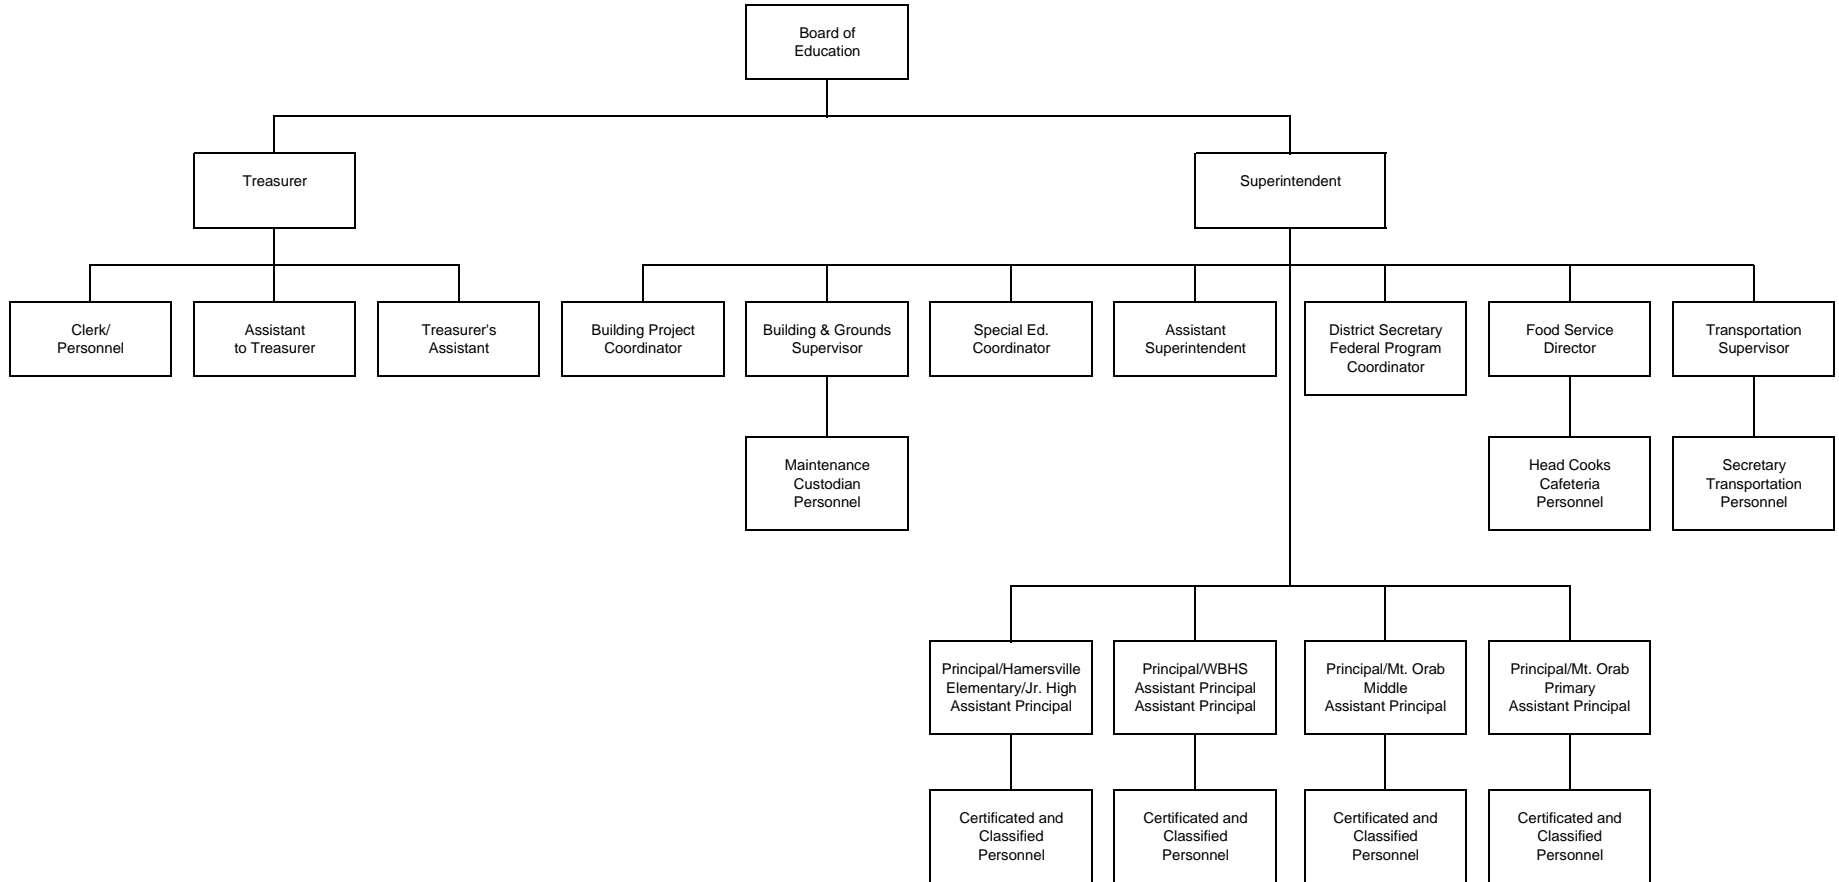 Board of
Education
Treasurer
Superintendent
Clerk/
Personnel
Assistant
to Treasurer
Treasurer's
Assistant
Building Project
Coordinator
Building & Grounds
Supervisor
Special Ed.
Coordinator
Assistant
Superintendent
District Secretary
Federal Program
Coordinator
Food Service
Director
Transportation
Supervisor
Maintenance
Custodian
Personnel
Head Cooks
Cafeteria
Personnel
Secretary
Transportation
Personnel
Principal/Hamersville
Elementary/Jr. High
Assistant Principal
Principal/WBHS
Assistant Principal
Assistant Principal
Principal/Mt. Orab
Middle
Assistant Principal
Principal/Mt. Orab
Primary
Assistant Principal
Certificated and
Classified
Personnel
Certificated and
Classified
Personnel
Certificated and
Classified
Personnel
Certificated and
Classified
Personnel